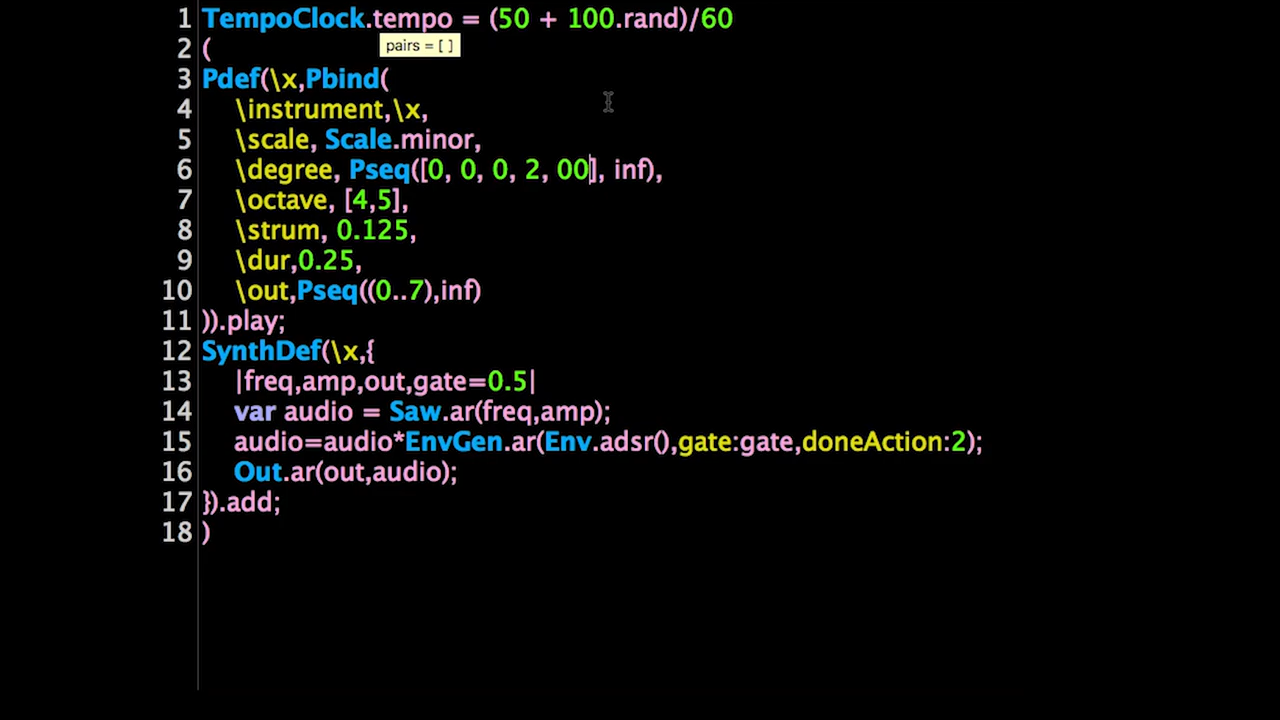 1 TempoClock.tempo = (50 + 100.rand)/60
2 (
pairs = [ ]
3 Pdef(\x,Pbind(
4 \instrument,\x,
5 \scale, Scale.minor,
6 \degree, Pseq([0, 0, 0, 2, 00], inf),
7 \octave, [4,5],
8 \strum, 0.125,
9 \dur,0.25,
10 \out,Pseq((0..7),inf)
11 )).play;
12 SynthDef(\x,{
13 |freq,amp,out,gate=0.5|
14 var audio = Saw.ar(freq,amp);
15 audio=audio*EnvGen.ar(Env.adsr(),gate:gate,doneAction:2);
16 Out.ar(out,audio);
17 }).add;
18 )